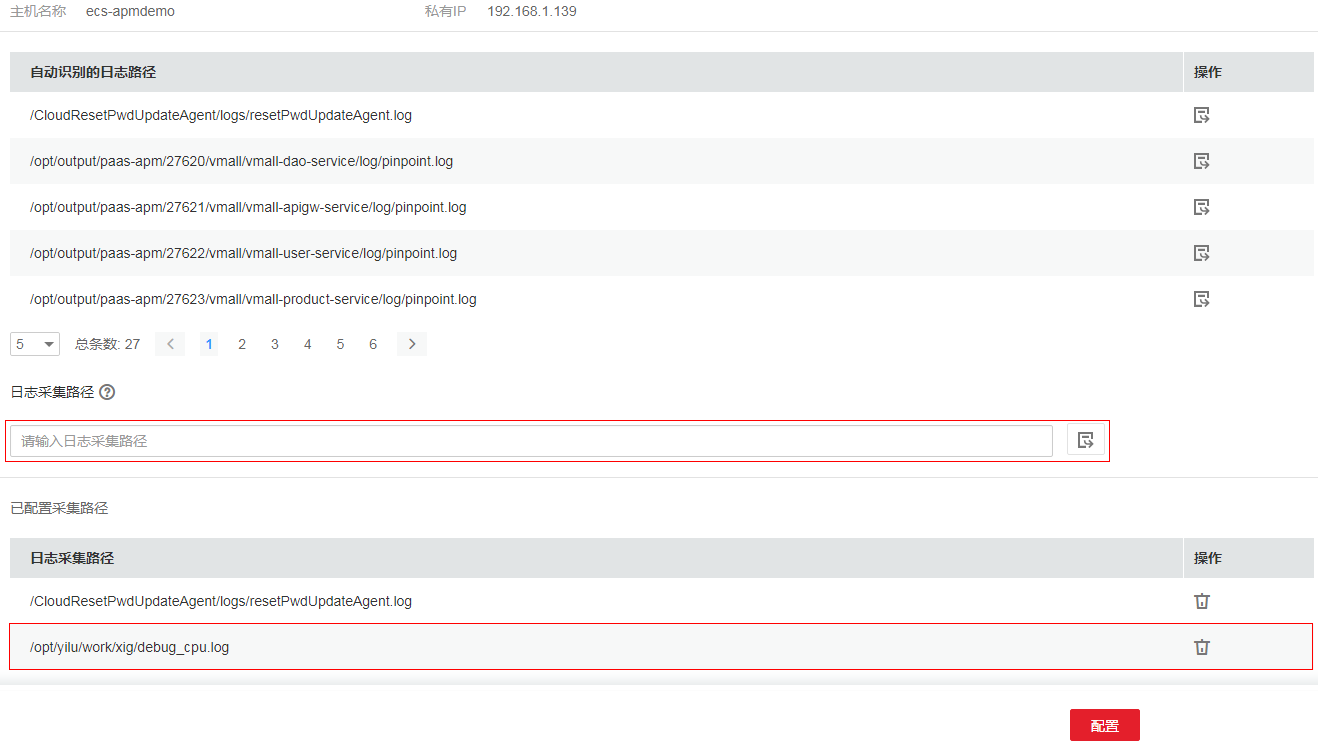 主机名称 ecs-apmdemo 私有IP 192.168.1.139
自动识别的日志路径 操作
/CloudResetPwdUpdateAgent/logs/resetPwdUpdateAgent.log
/opt/output/paas-apm/27620/vmall/vmall-dao-service/log/pinpoint.log
/opt/output/paas-apm/27621/vmall/vmall-apigw-service/log/pinpoint.log
/opt/output/paas-apm/27622/vmall/vmall-user-service/log/pinpoint.log
/opt/output/paas-apm/27623/vmall/vmall-product-service/log/pinpoint.log
5 总条数: 27 1 2 3 4 5 6
日志采集路径
请输入日志采集路径
已配置采集路径
日志采集路径 操作
/CloudResetPwdUpdateAgent/logs/resetPwdUpdateAgent.log
/opt/yilu/work/xig/debug_cpu.log
配置